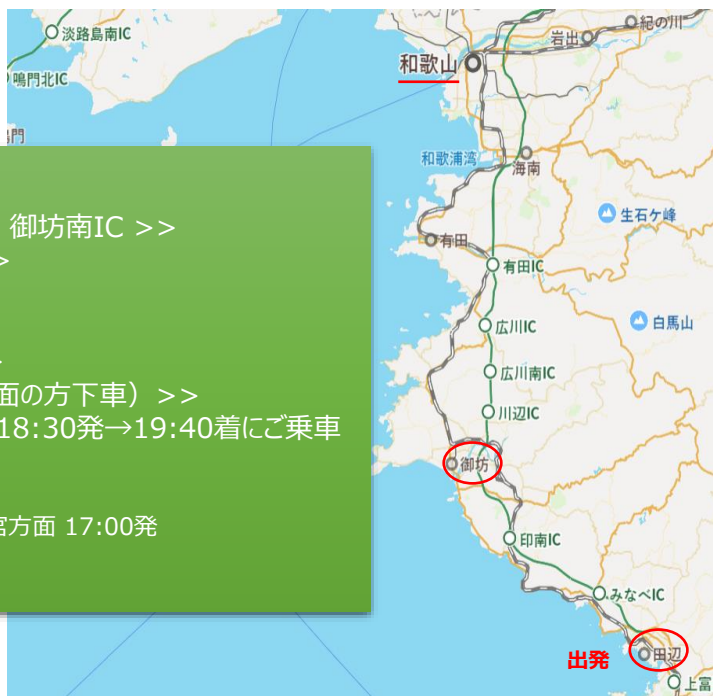 淡路島南IC
紀の川
岩出
和歌山
鳴門北IC
鳴門
和歌浦湾
海南
生石ケ峰
御坊南IC >>
>
有田
有田IC
白馬山
広川IC
広川南IC
面の方下車）>>
18:30発→19:40着にご乗車
川辺IC
御坊
宮方面 17:00発
印南IC
みなべIC
出発
田辺
上富